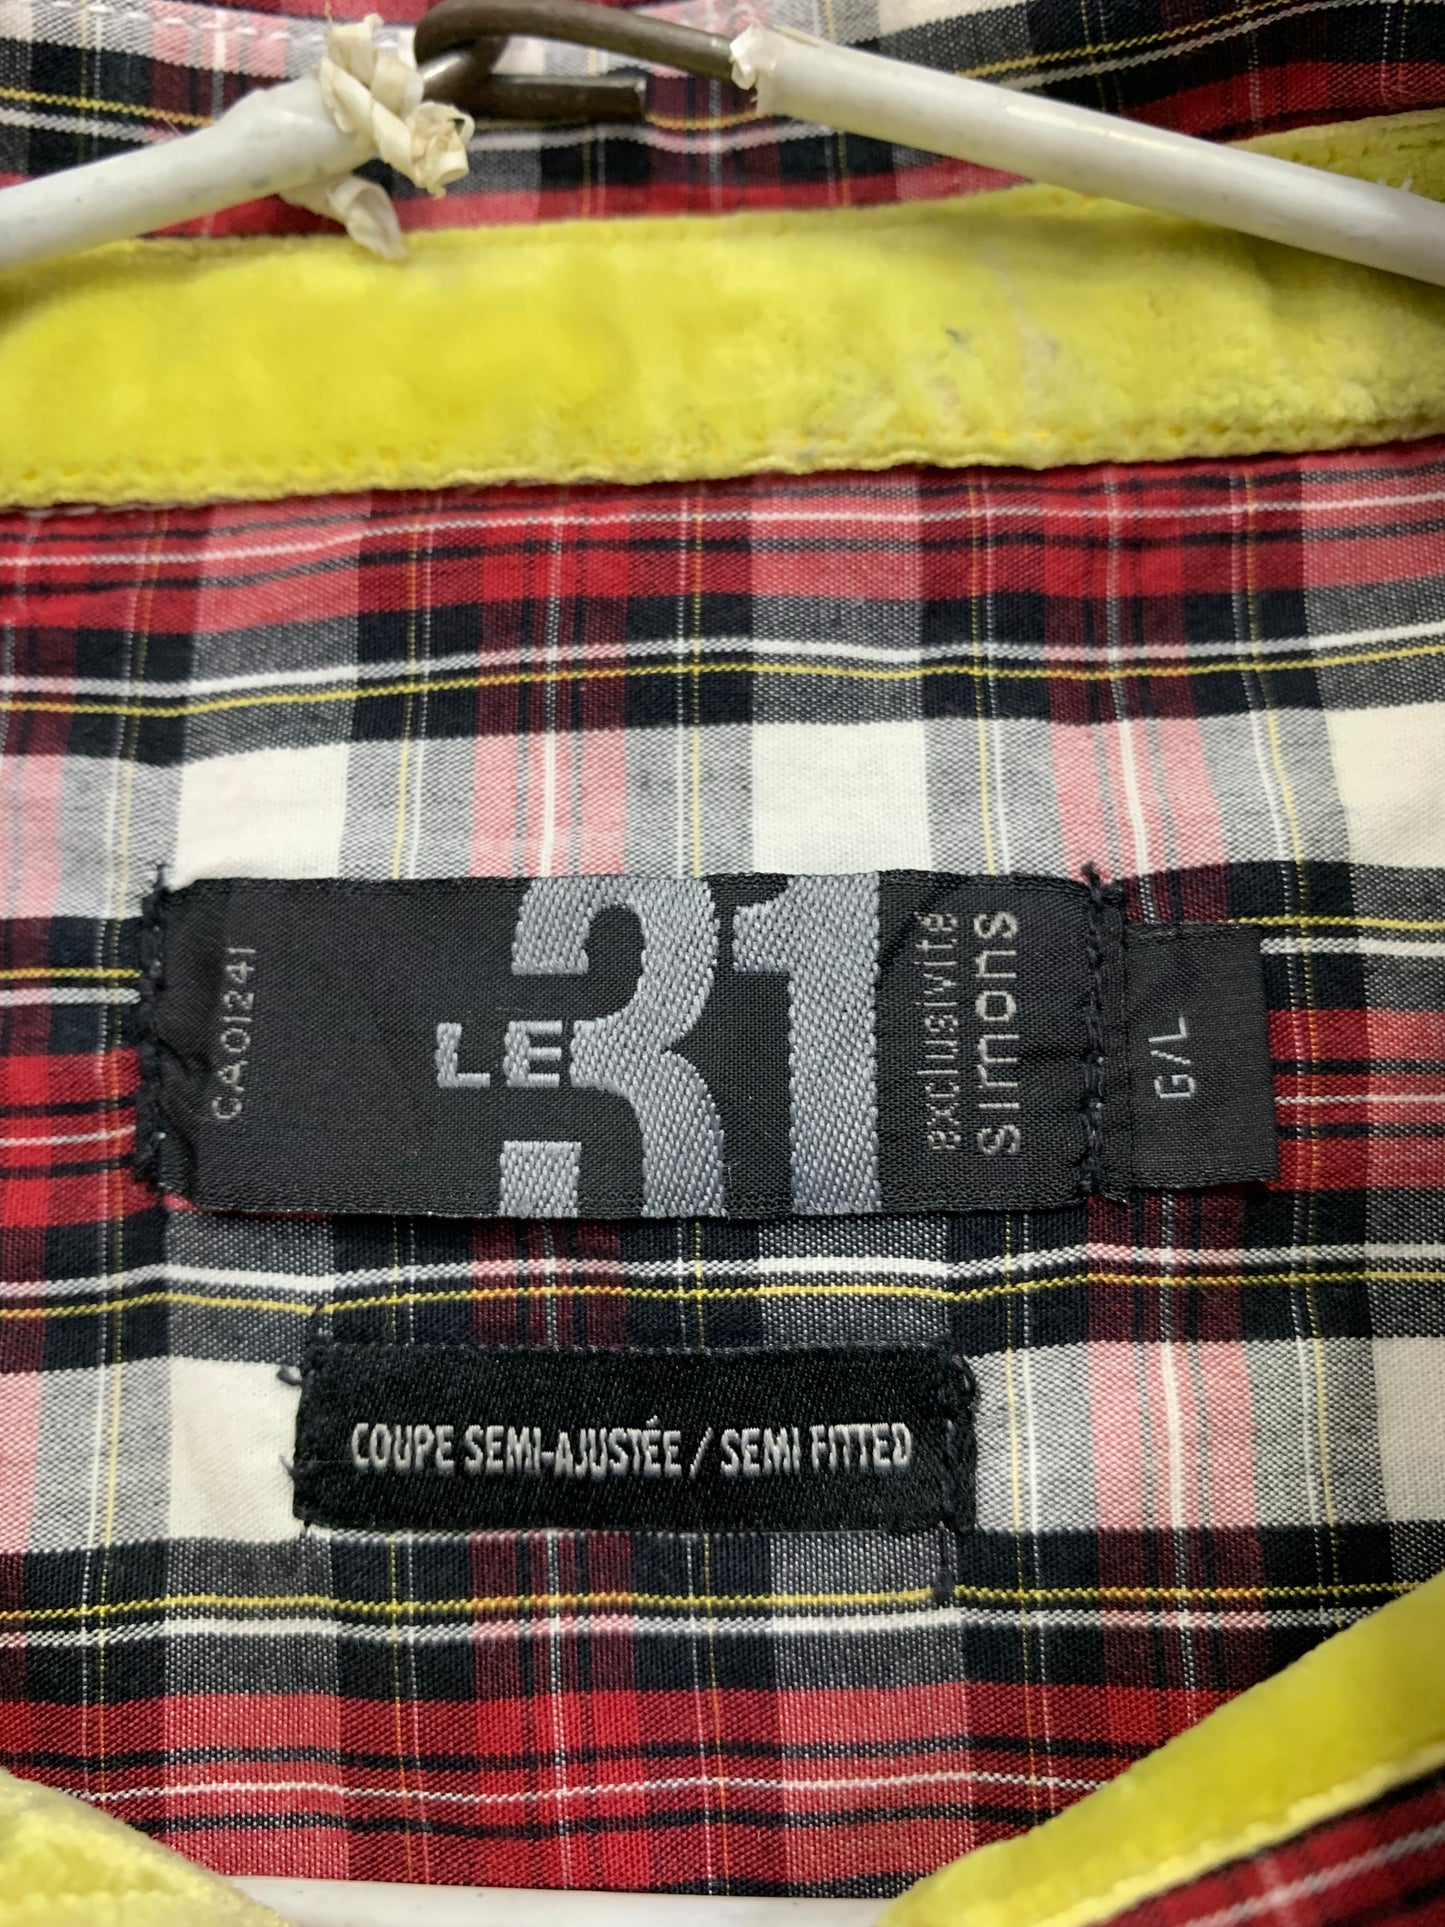 CA01241
LE 31
exclusivité
simons
G/L
COUPE SEMI-AJUSTÉE / SEMI FITTED